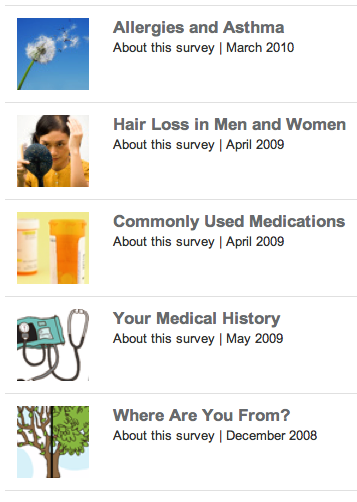 Allergies and Asthma
About this survey | March 2010
Hair Loss in Men and Women
About this survey | April 2009
Commonly Used Medications
About this survey | April 2009
Your Medical History
About this survey | May 2009
Where Are You From?
About this survey | December 2008